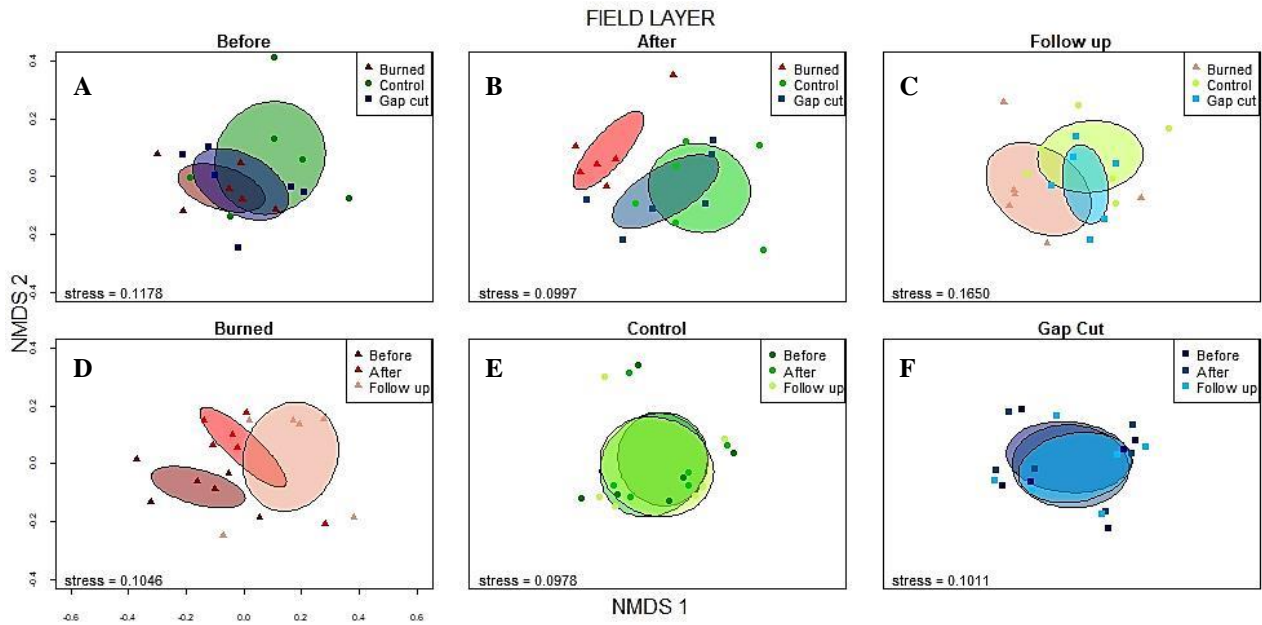 FIELD LAYER
Before
After
Follow up
A
Burned
Control
Gap cut
B
Burned
Control
Gap cut
C
Burned
Control
Gap cut
0.4
0.2
0.0
-0.2
-0.4
stress = 0.1178
stress = 0.0997
stress = 0.1650
NMDS 2
Burned
Control
Gap Cut
D
Before
After
Follow up
E
Before
After
Follow up
F
Before
After
Follow up
0.4
0.2
0.0
-0.2
-0.4
stress = 0.1046
stress = 0.0978
stress = 0.1011
-0.6 -0.4 -0.2 0.0 0.2 0.4 0.6
NMDS 1